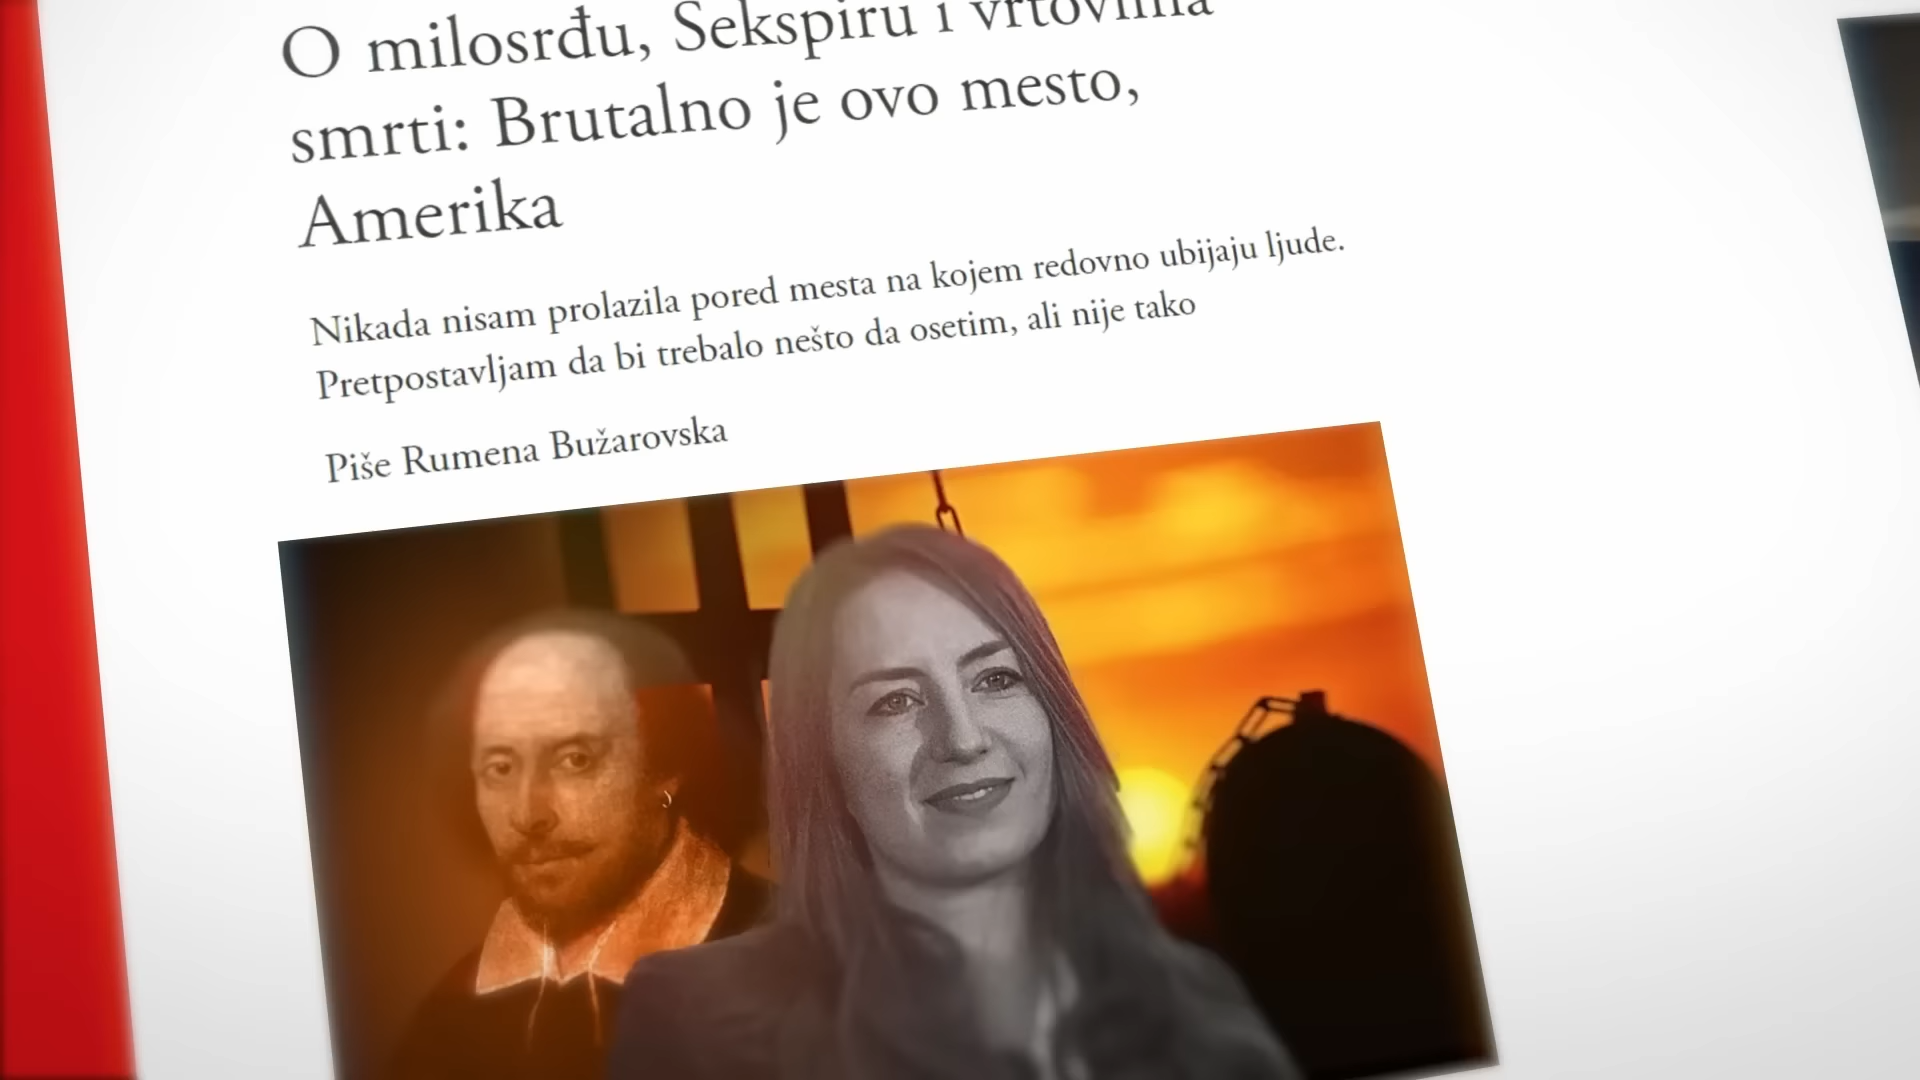 O milosrđu, Šekspiru i vrtovima
smrti: Brutalno je ovo mesto,
Amerika
Nikada nisam prolazila pored mesta na kojem redovno ubijaju ljude.
Pretpostavljam da bi trebalo nešto da osetim, ali nije tako
Piše Rumena Bužarovska